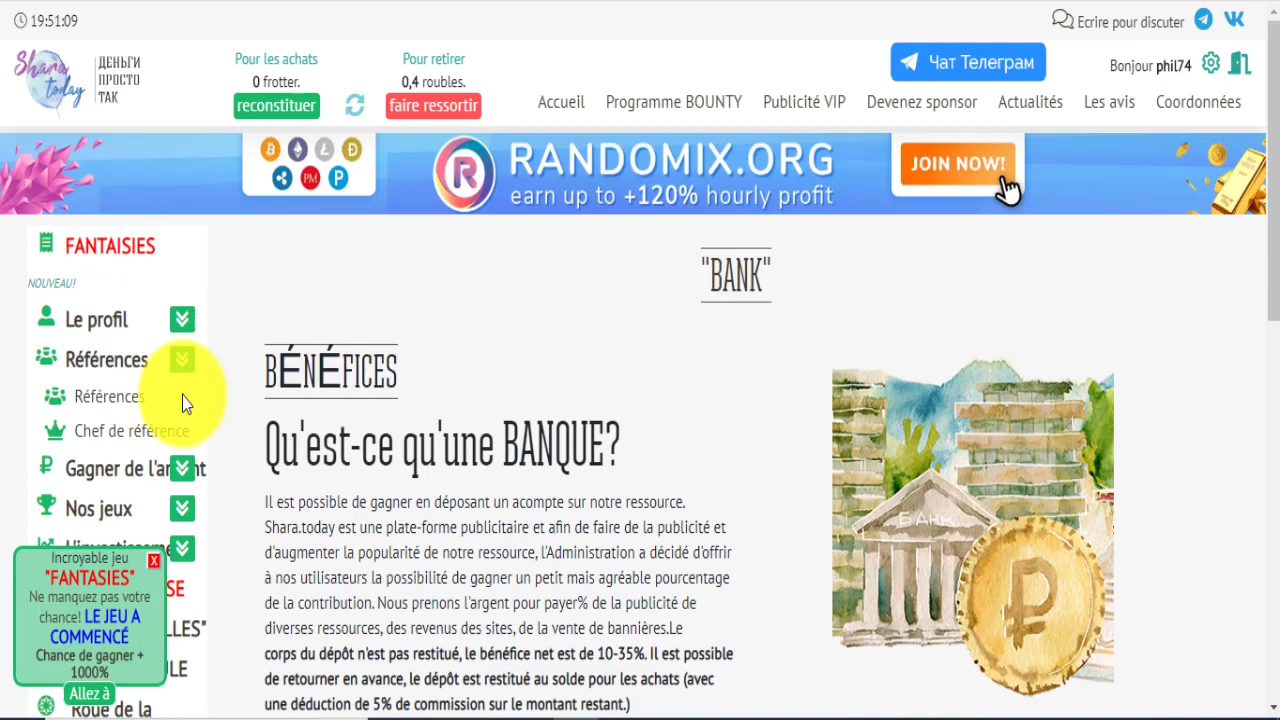 19:51:09
Ecrire pour discuter
Shara today
ДЕНЬГИ
ПРОСТО
ТАК
Pour les achats
0 frotter.
reconstituer
Pour retirer
0,4 roubles.
faire ressortir
Чат Телеграм
Bonjour phil74
Accueil
Programme BOUNTY
Publicité VIP
Devenez sponsor
Actualités
Les avis
Coordonnées
RANDOMIX.ORG
earn up to +120% hourly profit
JOIN NOW!
FANTAISIES
NOUVEAU!
Le profil
Références
Références
Chef de référence
Gagner de l'ar nt
Nos jeux
Incroyable jeu
"FANTASIES"
Ne manquez pas votre
chance! LE JEU A
COMMENCÉ
Chance de gagner +
1000%
Allez à
X
SE
LLES"
LE
Roue de la
"BANK"
BÉNÉFICES
Qu'est-ce qu'une BANQUE?
Il est possible de gagner en déposant un acompte sur notre ressource.
Shara.today est une plate-forme publicitaire et afin de faire de la publicité et
d'augmenter la popularité de notre ressource, l'Administration a décidé d'offrir
à nos utilisateurs la possibilité de gagner un petit mais agréable pourcentage
de la contribution. Nous prenons l'argent pour payer% de la publicité de
diverses ressources, des revenus des sites, de la vente de bannières.Le
corps du dépôt n'est pas restitué, le bénéfice net est de 10-35%. Il est possible
de retourner en avance, le dépôt est restitué au solde pour les achats (avec
une déduction de 5% de commission sur le montant restant.)
БАНК